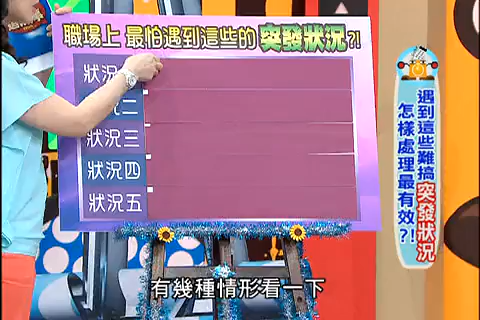 職場上 最怕遇到這些的 突發狀況?!
狀況
狀況二
狀況三
狀況四
狀況五
遇到這些難搞 突發狀況
怎樣處理最有效?!
有幾種情形看一下